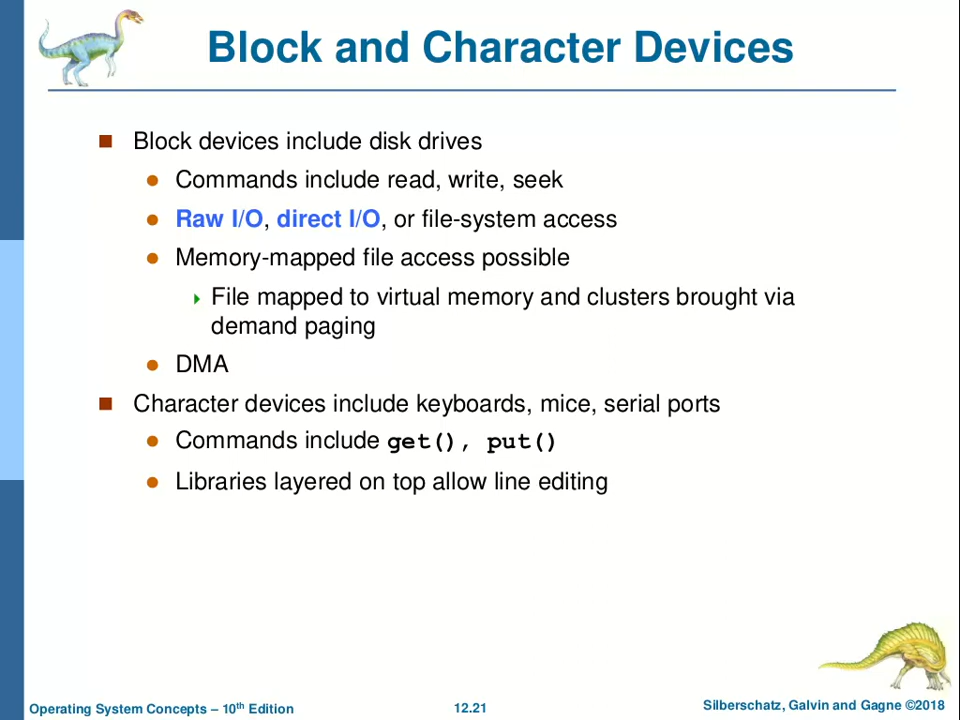 Block and Character Devices
Block devices include disk drives
Commands include read, write, seek
Raw I/O, direct I/O, or file-system access
Memory-mapped file access possible
File mapped to virtual memory and clusters brought via
demand paging
DMA
Character devices include keyboards, mice, serial ports
Commands include get(), put()
Libraries layered on top allow line editing
Operating System Concepts – 10th Edition
12.21
Silberschatz, Galvin and Gagne ©2018